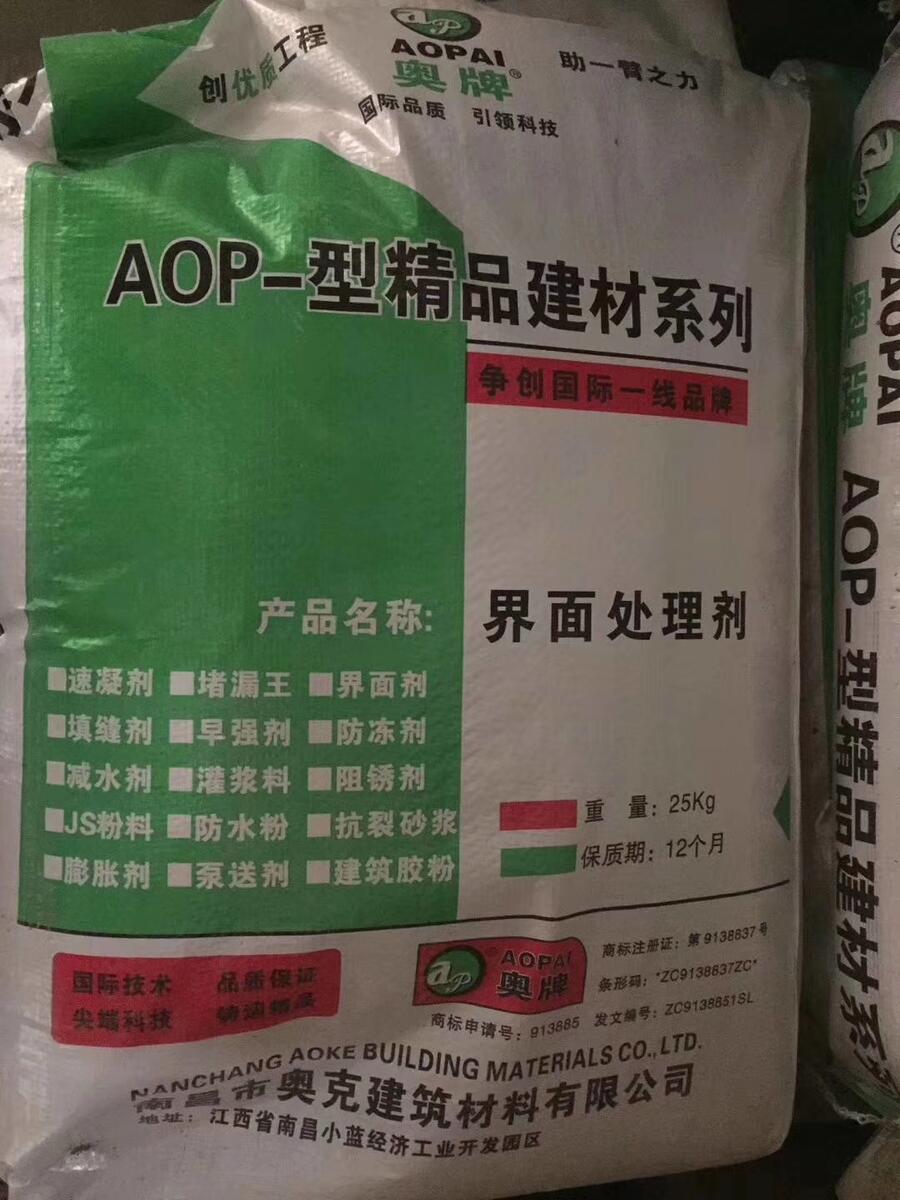 创优质工程
ap
AOPAI
奥牌®
助一臂之力
国际品质 引领科技
AOP-型精品建材系列
争创国际一线品牌
产品名称:
界面处理剂
速凝剂 堵漏王 界面剂
填缝剂 早强剂 防冻剂
减水剂 灌浆料 阻锈剂
JS粉料 防水粉 抗裂砂浆
膨胀剂 泵送剂 建筑胶粉
重 量: 25Kg
保质期: 12个月
国际技术 品质保证
尖端科技 铸造精品
ap
®AOPAI
奥牌
商标注册证: 第9138837号
条形码: *ZC9138837ZC*
商标申请号: 913885 发文编号: ZC9138851SL
NANCHANG AOKE BUILDING MATERIALS CO.,LTD.
南昌市奥克建筑材料有限公司
地址: 江西省南昌小蓝经济工业开发园区
ap
AOPAI
奥牌
AOP-型精品建材系列